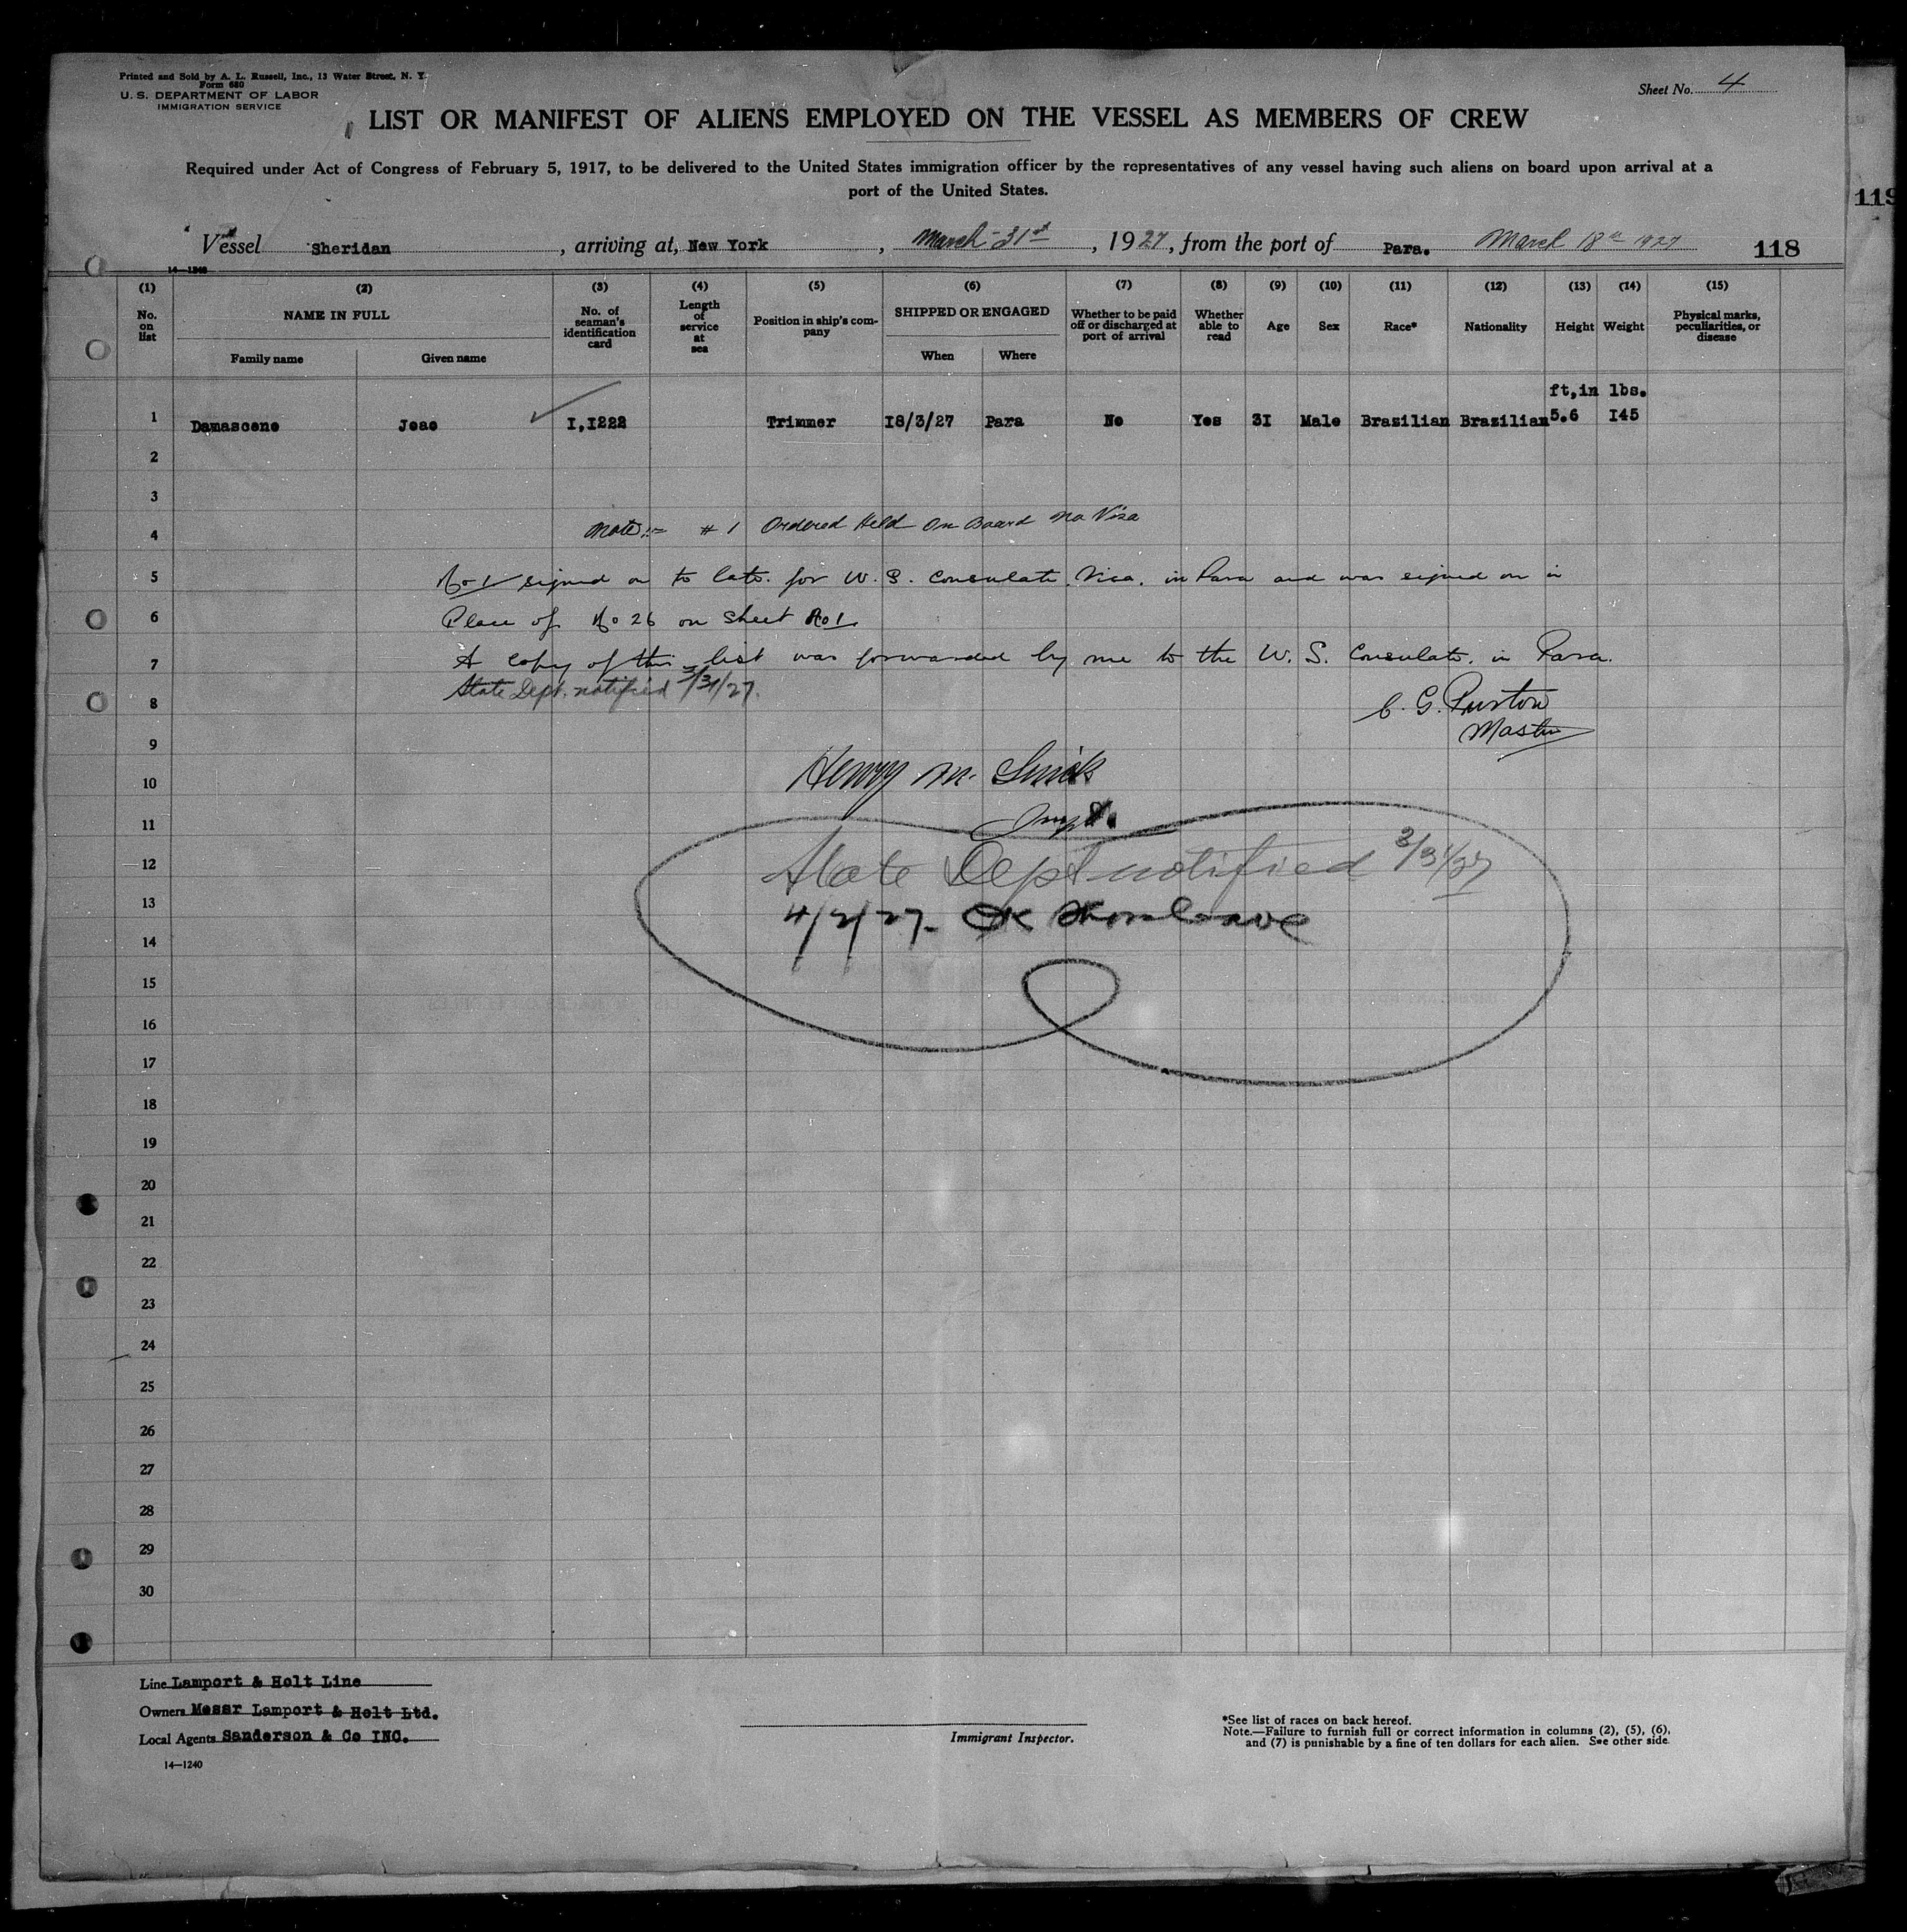 Printed and Sold by A. L. Russell, Inc., 13 Water Street, N. Y.
Form 680
U. S. DEPARTMENT OF LABOR
IMMIGRATION SERVICE
Sheet No. 4
LIST OR MANIFEST OF ALIENS EMPLOYED ON THE VESSEL AS MEMBERS OF CREW
Required under Act of Congress of February 5, 1917, to be delivered to the United States immigration officer by the representatives of any vessel having such aliens on board upon arrival at a
port of the United States.
119
Vessel Sheridan, arriving at, New York, March 31st, 1927, from the port of Para. March 18th 1927 118
14—1240
(1) (2) (3) (4) (5) (6) (7) (8) (9) (10) (11) (12) (13) (14) (15)
No. on list
NAME IN FULL
Family name Given name
No. of seaman's identification card
Length of service at sea
Position in ship's company
SHIPPED OR ENGAGED
When Where
Whether to be paid off or discharged at port of arrival
Whether able to read
Age
Sex
Race*
Nationality
Height
Weight
Physical marks, peculiarities, or disease
ft,in lbs.
1 Damasceno Joao I,1222 Trimmer I8/3/27 Para No Yes 3I Male Brasilian Brazilian 5.6 I45
2
3
4 Note:- # 1 Ordered Held On Board no Visa
5 No 1 signed on to late. for U. S. Consulate Visa. in Para and was signed on in
6 Place of No 26 on sheet No 1.
7 A copy of this list was forwarded by me to the U. S. Consulate. in Para.
State Dept. notified 3/31/27.
8 Master
9
10 Henry M.
11 Inspt.
12 State Dept notified 3/31/27
13 4/2/27. OK Shore leave
14
15
16
17
18
19
20
21
22
23
24
25
26
27
28
29
30
Line Lamport & Holt Line
Owners Messr Lamport & Holt Ltd.
Local Agents Sanderson & Co INC.
14—1240
Immigrant Inspector.
*See list of races on back hereof.
Note.—Failure to furnish full or correct information in columns (2), (5), (6), and (7) is punishable by a fine of ten dollars for each alien. See other side.